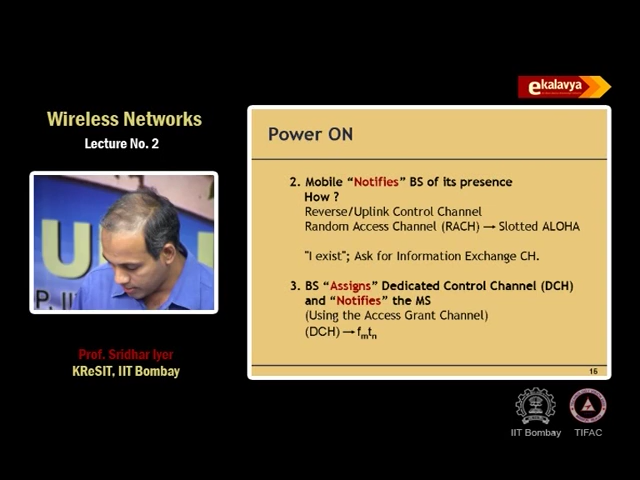 ekalavya
Wireless Networks
Lecture No. 2
Power ON
2. Mobile “Notifies” BS of its presence
How ?
Reverse/Uplink Control Channel
Random Access Channel (RACH) → Slotted ALOHA
"I exist"; Ask for Information Exchange CH.
3. BS “Assigns” Dedicated Control Channel (DCH)
and “Notifies” the MS
(Using the Access Grant Channel)
(DCH) → fmtn
16
U
P. II
Prof. Sridhar Iyer
KReSIT, IIT Bombay
IIT Bombay
TIFAC